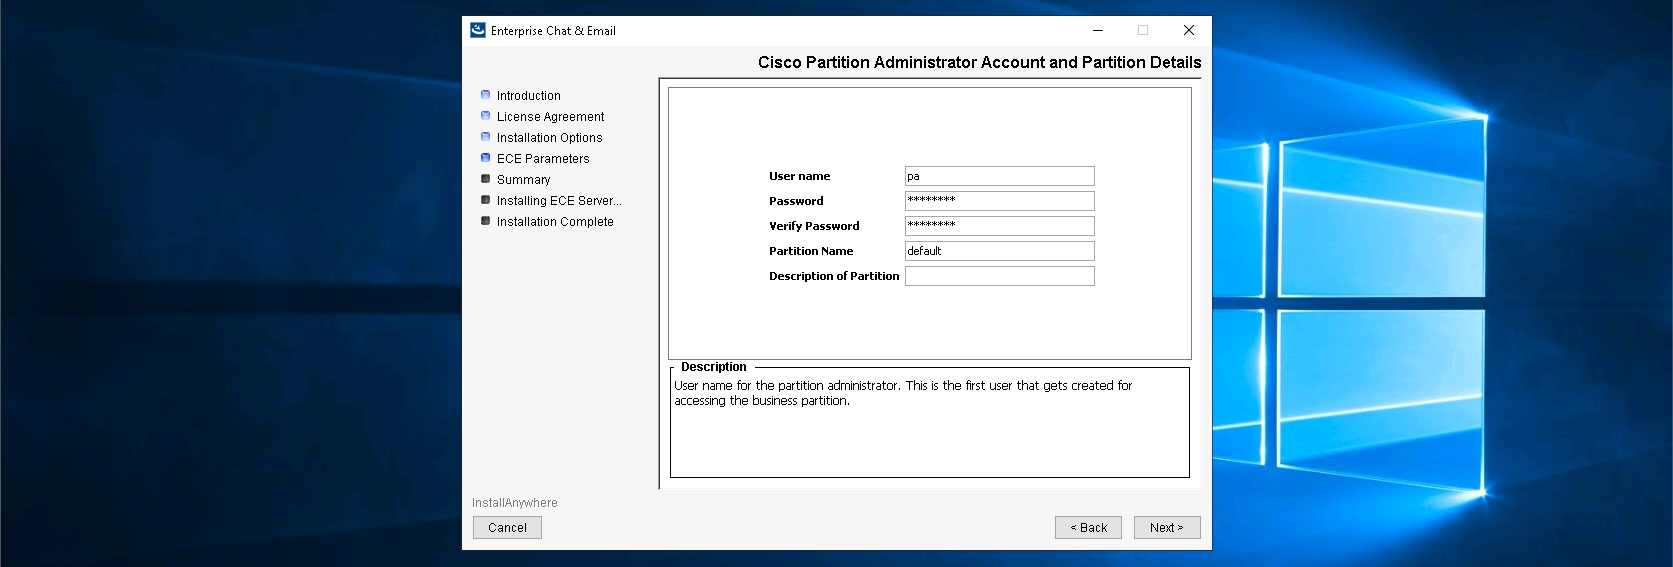 Enterprise Chat & Email
Cisco Partition Administrator Account and Partition Details
Introduction
License Agreement
Installation Options
ECE Parameters
Summary
Installing ECE Server...
Installation Complete
User name pa
Password ********
Verify Password ********
Partition Name default
Description of Partition
Description
User name for the partition administrator. This is the first user that gets created for
accessing the business partition.
InstallAnywhere
Cancel < Back Next >